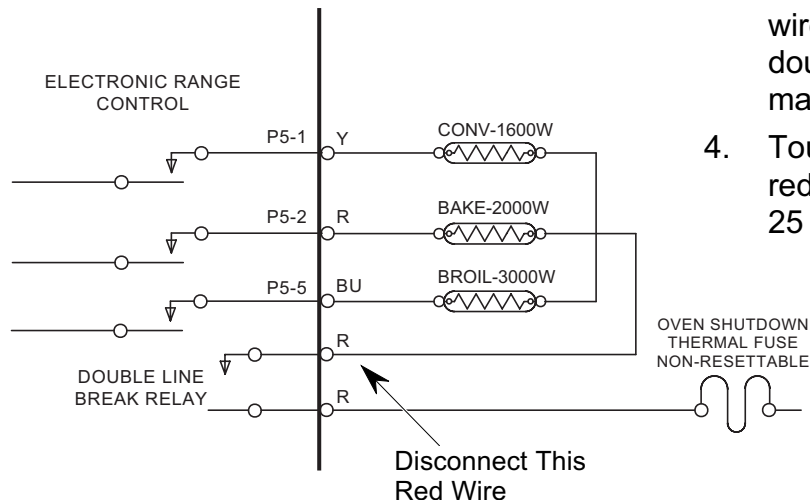 wire
dou
ma
4. Tou
red
25
ELECTRONIC RANGE
CONTROL
P5-1 Y CONV-1600W
P5-2 R BAKE-2000W
P5-5 BU BROIL-3000W
R
DOUBLE LINE
BREAK RELAY
R
OVEN SHUTDOWN
THERMAL FUSE
NON-RESETTABLE
Disconnect This
Red Wire